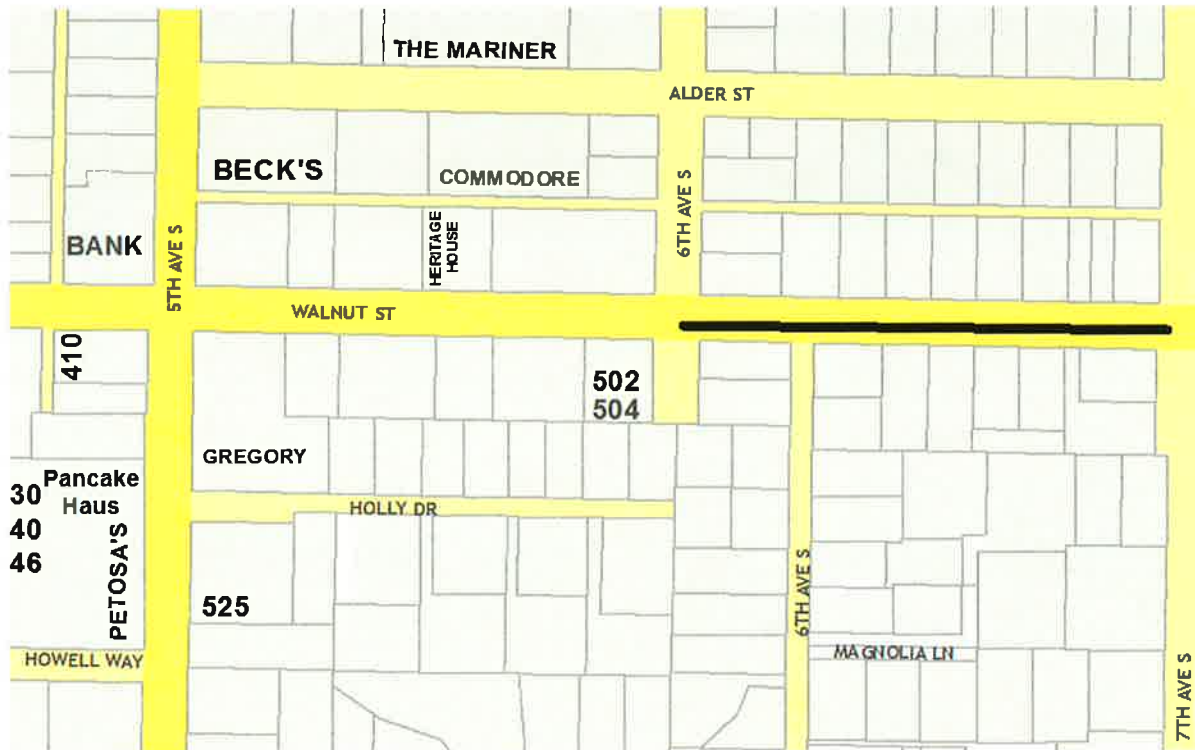 THE MARINER
ALDER ST
BECK'S
COMMODORE
6TH AVE S
BANK
5TH AVE S
HERITAGE
HOUSE
WALNUT ST
410
502
504
GREGORY
Pancake
Haus
30
40
46
PETOSA'S
HOLLY DR
525
6TH AVE S
HOWELL WAY
MAGNOLIA LN
7TH AVE S